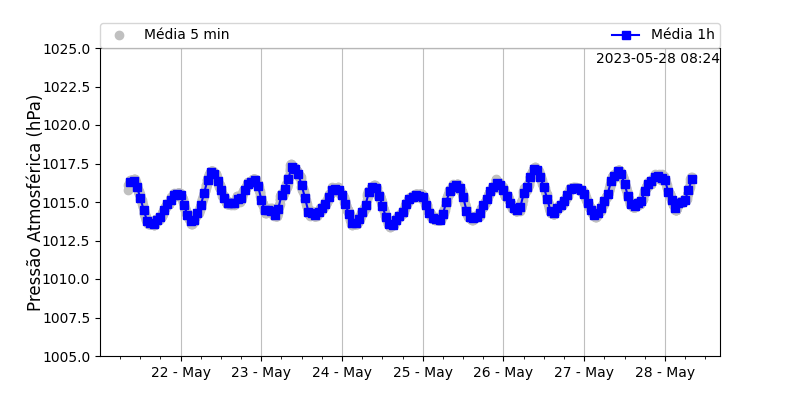 Média 5 min
Média 1h
2023-05-28 08:24
Pressão Atmosférica (hPa)
1025.0
1022.5
1020.0
1017.5
1015.0
1012.5
1010.0
1007.5
1005.0
22 - May
23 - May
24 - May
25 - May
26 - May
27 - May
28 - May